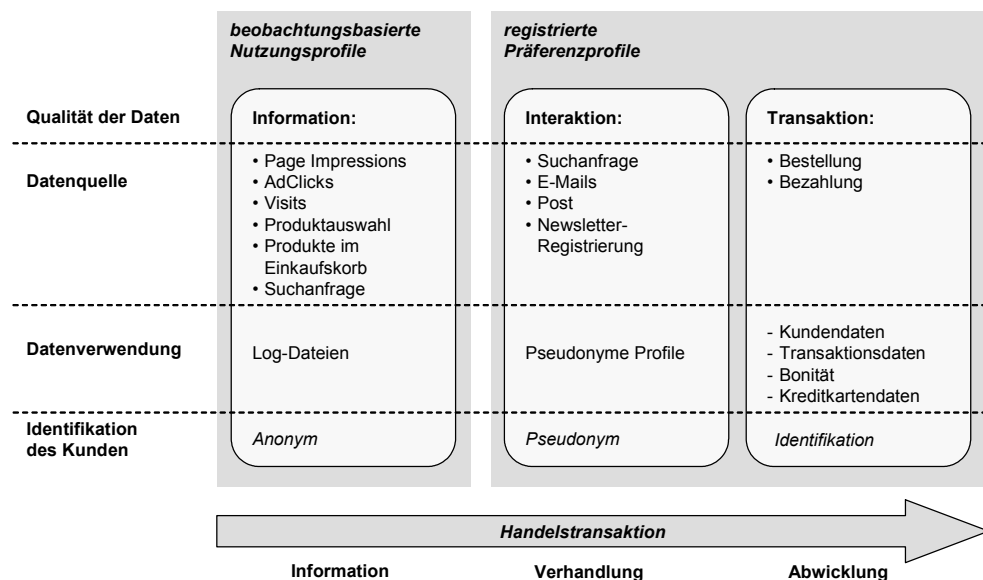 beobachtungsbasierte
Nutzungsprofile
registrierte
Präferenzprofile
Qualität der Daten
Information:
Interaktion:
Transaktion:
Datenquelle
• Page Impressions
• AdClicks
• Visits
• Produktauswahl
• Produkte im
Einkaufskorb
• Suchanfrage
• Suchanfrage
• E-Mails
• Post
• Newsletter-
Registrierung
• Bestellung
• Bezahlung
Datenverwendung
Log-Dateien
Pseudonyme Profile
- Kundendaten
- Transaktionsdaten
- Bonität
- Kreditkartendaten
Identifikation
des Kunden
Anonym
Pseudonym
Identifikation
Handelstransaktion
Information
Verhandlung
Abwicklung